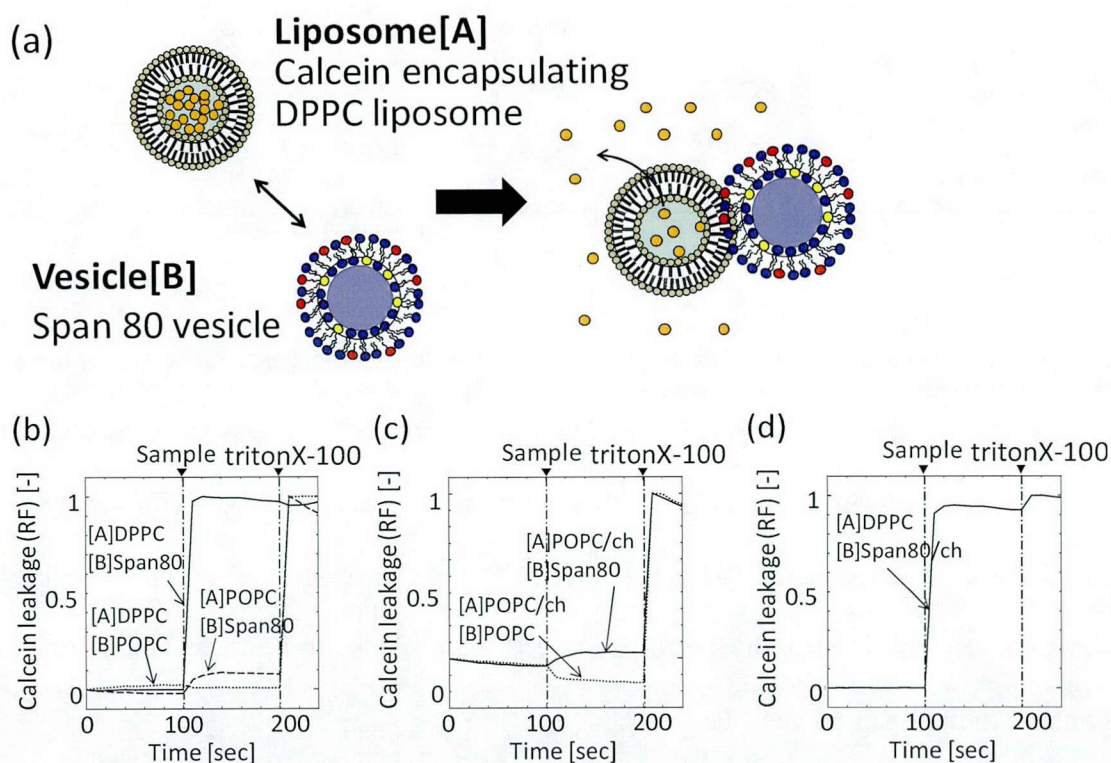 (a)
Liposome[A]
Calcein encapsulating
DPPC liposome
Vesicle[B]
Span 80 vesicle
(b)
Sample tritonX-100
Calcein leakage (RF) [-]
1
0.5
0
[A]DPPC
[B]Span80
[A]DPPC
[B]POPC
[A]POPC
[B]Span80
0 100 200
Time [sec]
(c)
Sample tritonX-100
Calcein leakage (RF) [-]
1
0.5
0
[A]POPC/ch
[B]Span80
[A]POPC/ch
[B]POPC
0 100 200
Time [sec]
(d)
Sample tritonX-100
Calcein leakage (RF) [-]
1
0.5
0
[A]DPPC
[B]Span80/ch
0 100 200
Time [sec]